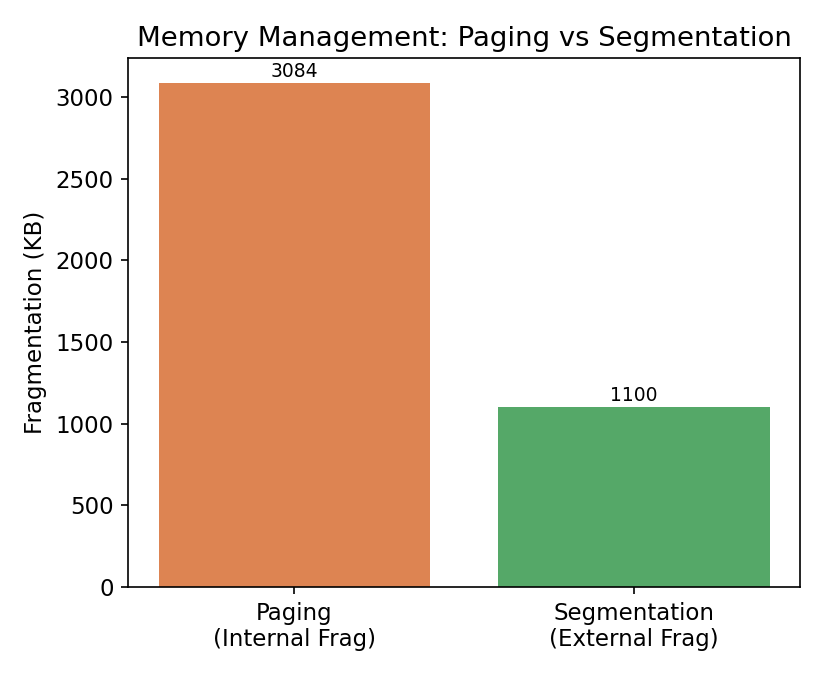 Memory Management: Paging vs Segmentation
3084
1100
3000
2500
2000
1500
1000
500
0
Fragmentation (KB)
Paging
(Internal Frag)
Segmentation
(External Frag)